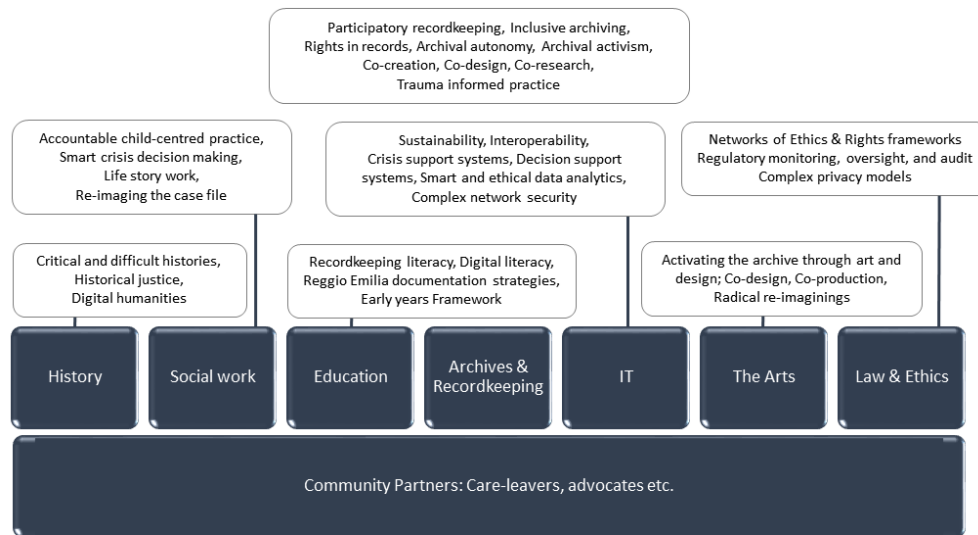 Participatory recordkeeping, Inclusive archiving,
Rights in records, Archival autonomy, Archival activism,
Co-creation, Co-design, Co-research,
Trauma informed practice
Accountable child-centred practice,
Smart crisis decision making,
Life story work,
Re-imaging the case file
Sustainability, Interoperability,
Crisis support systems, Decision support
systems, Smart and ethical data analytics,
Complex network security
Networks of Ethics & Rights frameworks
Regulatory monitoring, oversight, and audit
Complex privacy models
Critical and difficult histories,
Historical justice,
Digital humanities
Recordkeeping literacy, Digital literacy,
Reggio Emilia documentation strategies,
Early years Framework
Activating the archive through art and
design; Co-design, Co-production,
Radical re-imaginings
History
Social work
Education
Archives &
Recordkeeping
IT
The Arts
Law & Ethics
Community Partners: Care-leavers, advocates etc.